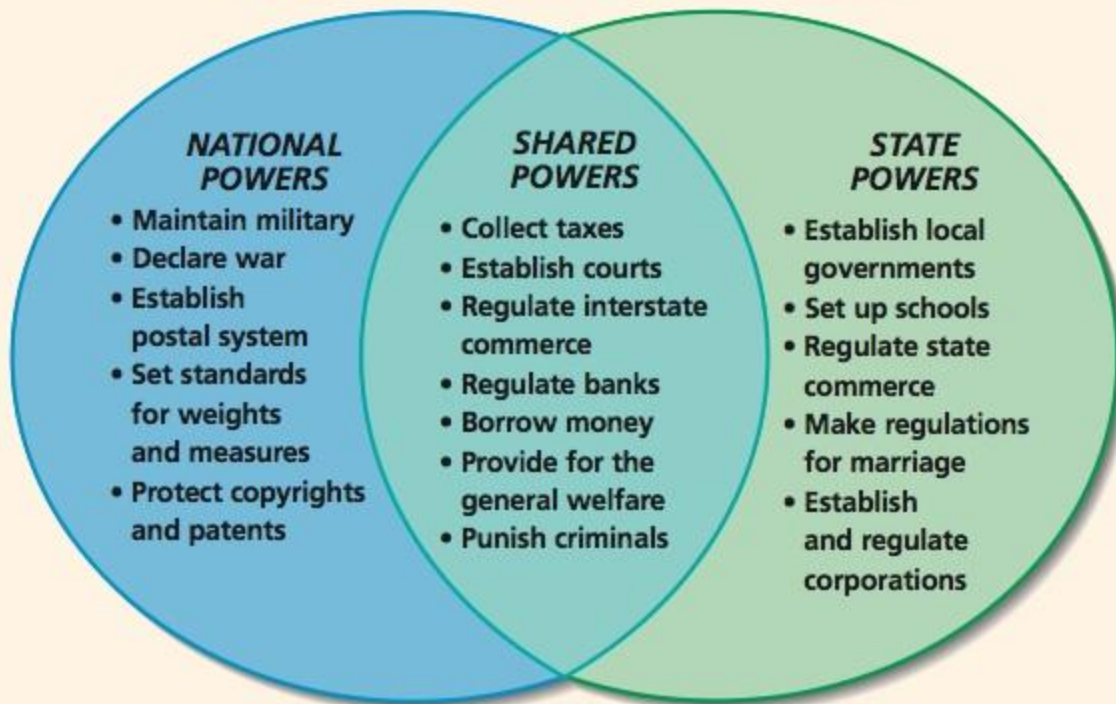 NATIONAL
POWERS
• Maintain military
• Declare war
• Establish
postal system
• Set standards
for weights
and measures
• Protect copyrights
and patents
SHARED
POWERS
• Collect taxes
• Establish courts
• Regulate interstate
commerce
• Regulate banks
• Borrow money
• Provide for the
general welfare
• Punish criminals
STATE
POWERS
• Establish local
governments
• Set up schools
• Regulate state
commerce
• Make regulations
for marriage
• Establish
and regulate
corporations